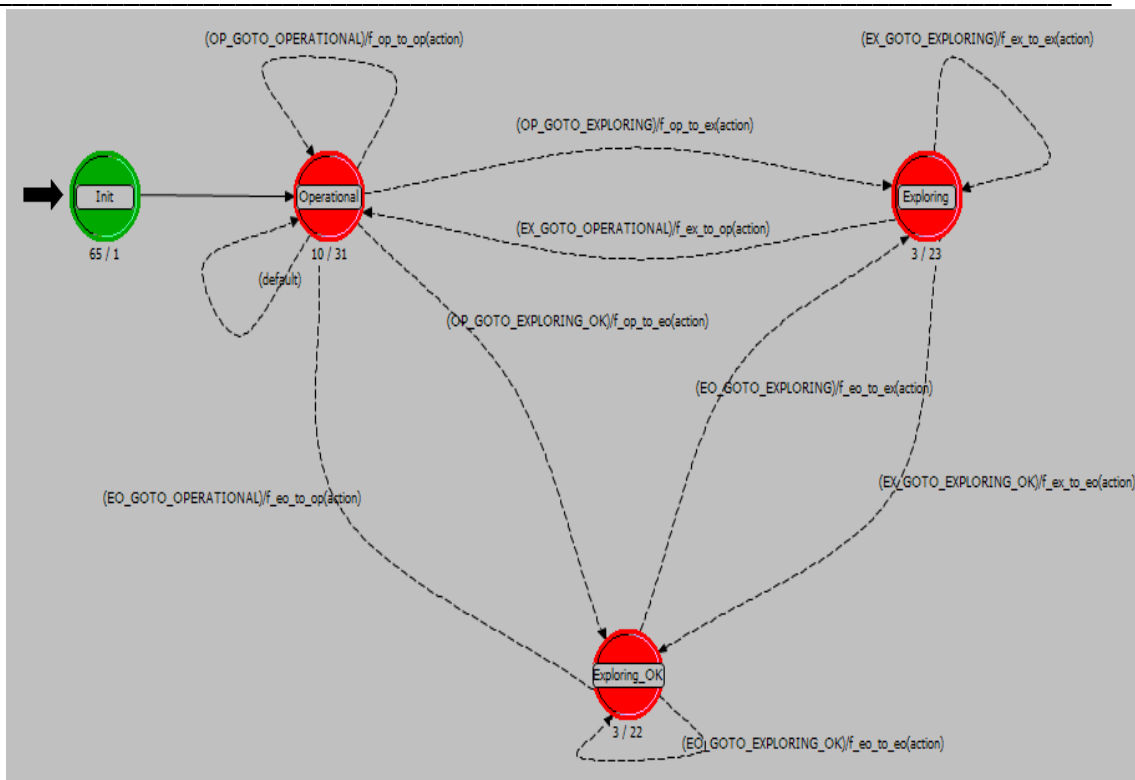 (OP_GOTO_OPERATIONAL)/f_op_to_op(action)
(EX_GOTO_EXPLORING)/f_ex_to_ex(action)
(OP_GOTO_EXPLORING)/f_op_to_ex(action)
Init
Operational
Exploring
(EX_GOTO_OPERATIONAL)/f_ex_to_op(action)
65 / 1
10 / 31
3 / 23
(default)
(OP_GOTO_EXPLORING_OK)/f_op_to_eo(action)
(EO_GOTO_EXPLORING)/f_eo_to_ex(action)
(EX_GOTO_EXPLORING_OK)/f_ex_to_eo(action)
(EO_GOTO_OPERATIONAL)/f_eo_to_op(action)
Exploring_OK
3 / 22
(EO_GOTO_EXPLORING_OK)/f_eo_to_eo(action)